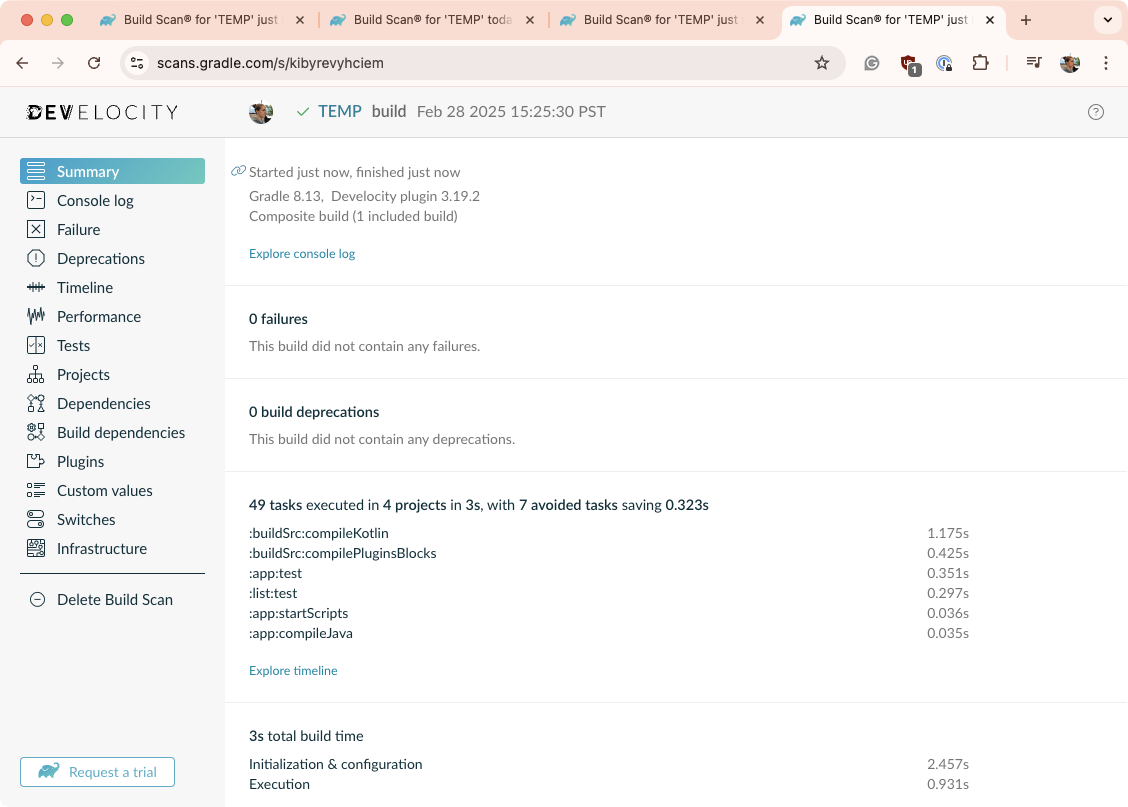 Build Scan® for 'TEMP' just
Build Scan® for 'TEMP' toda
Build Scan® for 'TEMP' just
Build Scan® for 'TEMP' just
scans.gradle.com/s/kibyrevyhciem
1
DEVELOCITY
TEMP build Feb 28 2025 15:25:30 PST
?
Summary
Console log
Failure
Deprecations
Timeline
Performance
Tests
Projects
Dependencies
Build dependencies
Plugins
Custom values
Switches
Infrastructure
Delete Build Scan
Request a trial
Started just now, finished just now
Gradle 8.13, Develocity plugin 3.19.2
Composite build (1 included build)
Explore console log
0 failures
This build did not contain any failures.
0 build deprecations
This build did not contain any deprecations.
49 tasks executed in 4 projects in 3s, with 7 avoided tasks saving 0.323s
:buildSrc:compileKotlin 1.175s
:buildSrc:compilePluginsBlocks 0.425s
:app:test 0.351s
:list:test 0.297s
:app:startScripts 0.036s
:app:compileJava 0.035s
Explore timeline
3s total build time
Initialization & configuration 2.457s
Execution 0.931s